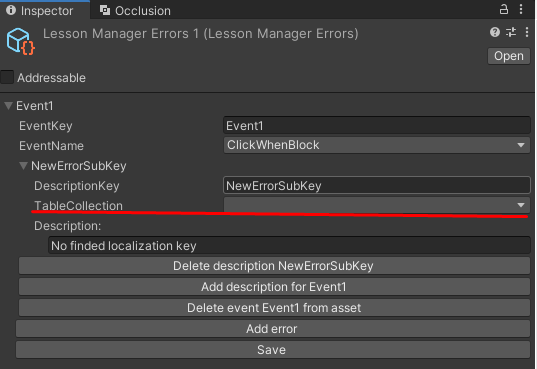 Inspector Occlusion
Lesson Manager Errors 1 (Lesson Manager Errors)
Open
Addressable
Event1
EventKey Event1
EventName ClickWhenBlock
NewErrorSubKey
DescriptionKey NewErrorSubKey
TableCollection
Description:
No finded localization key
Delete description NewErrorSubKey
Add description for Event1
Delete event Event1 from asset
Add error
Save